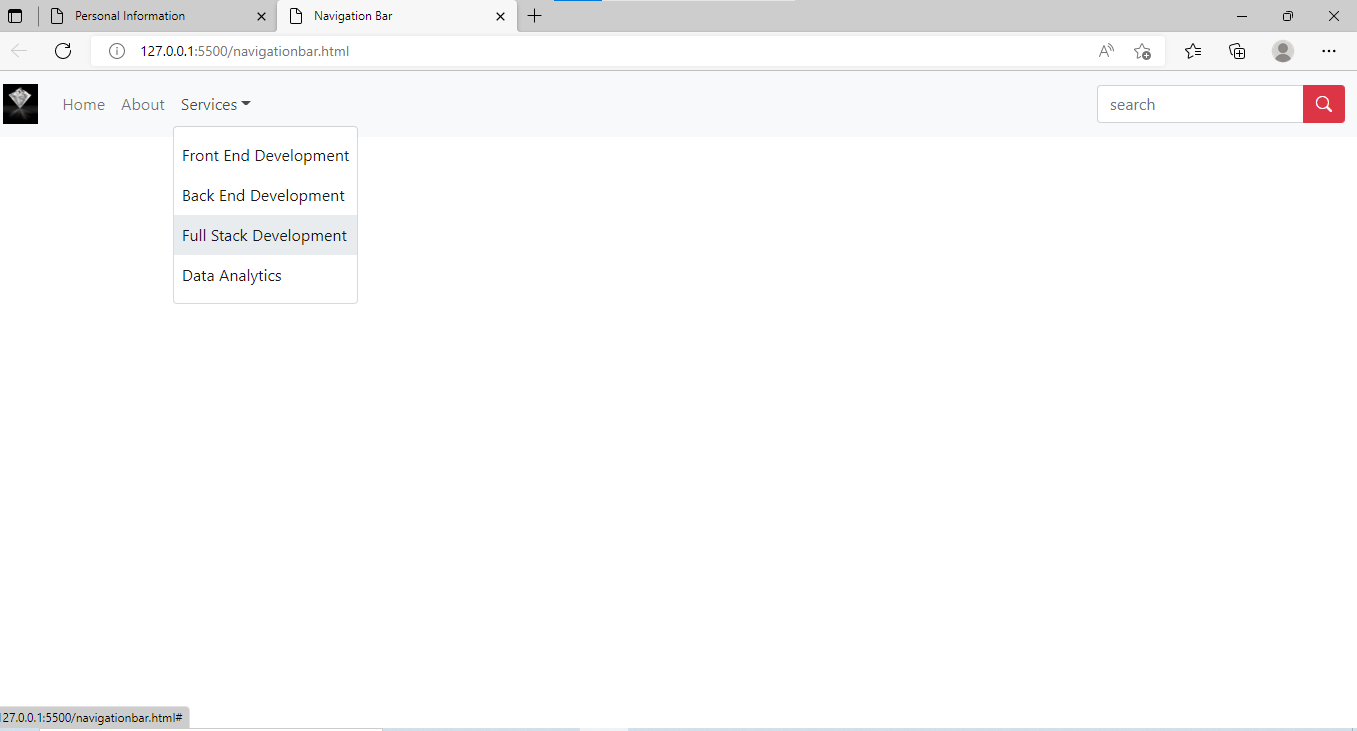 Personal Information
Navigation Bar
127.0.0.1:5500/navigationbar.html
Home About Services
search
Front End Development
Back End Development
Full Stack Development
Data Analytics
127.0.0.1:5500/navigationbar.html#